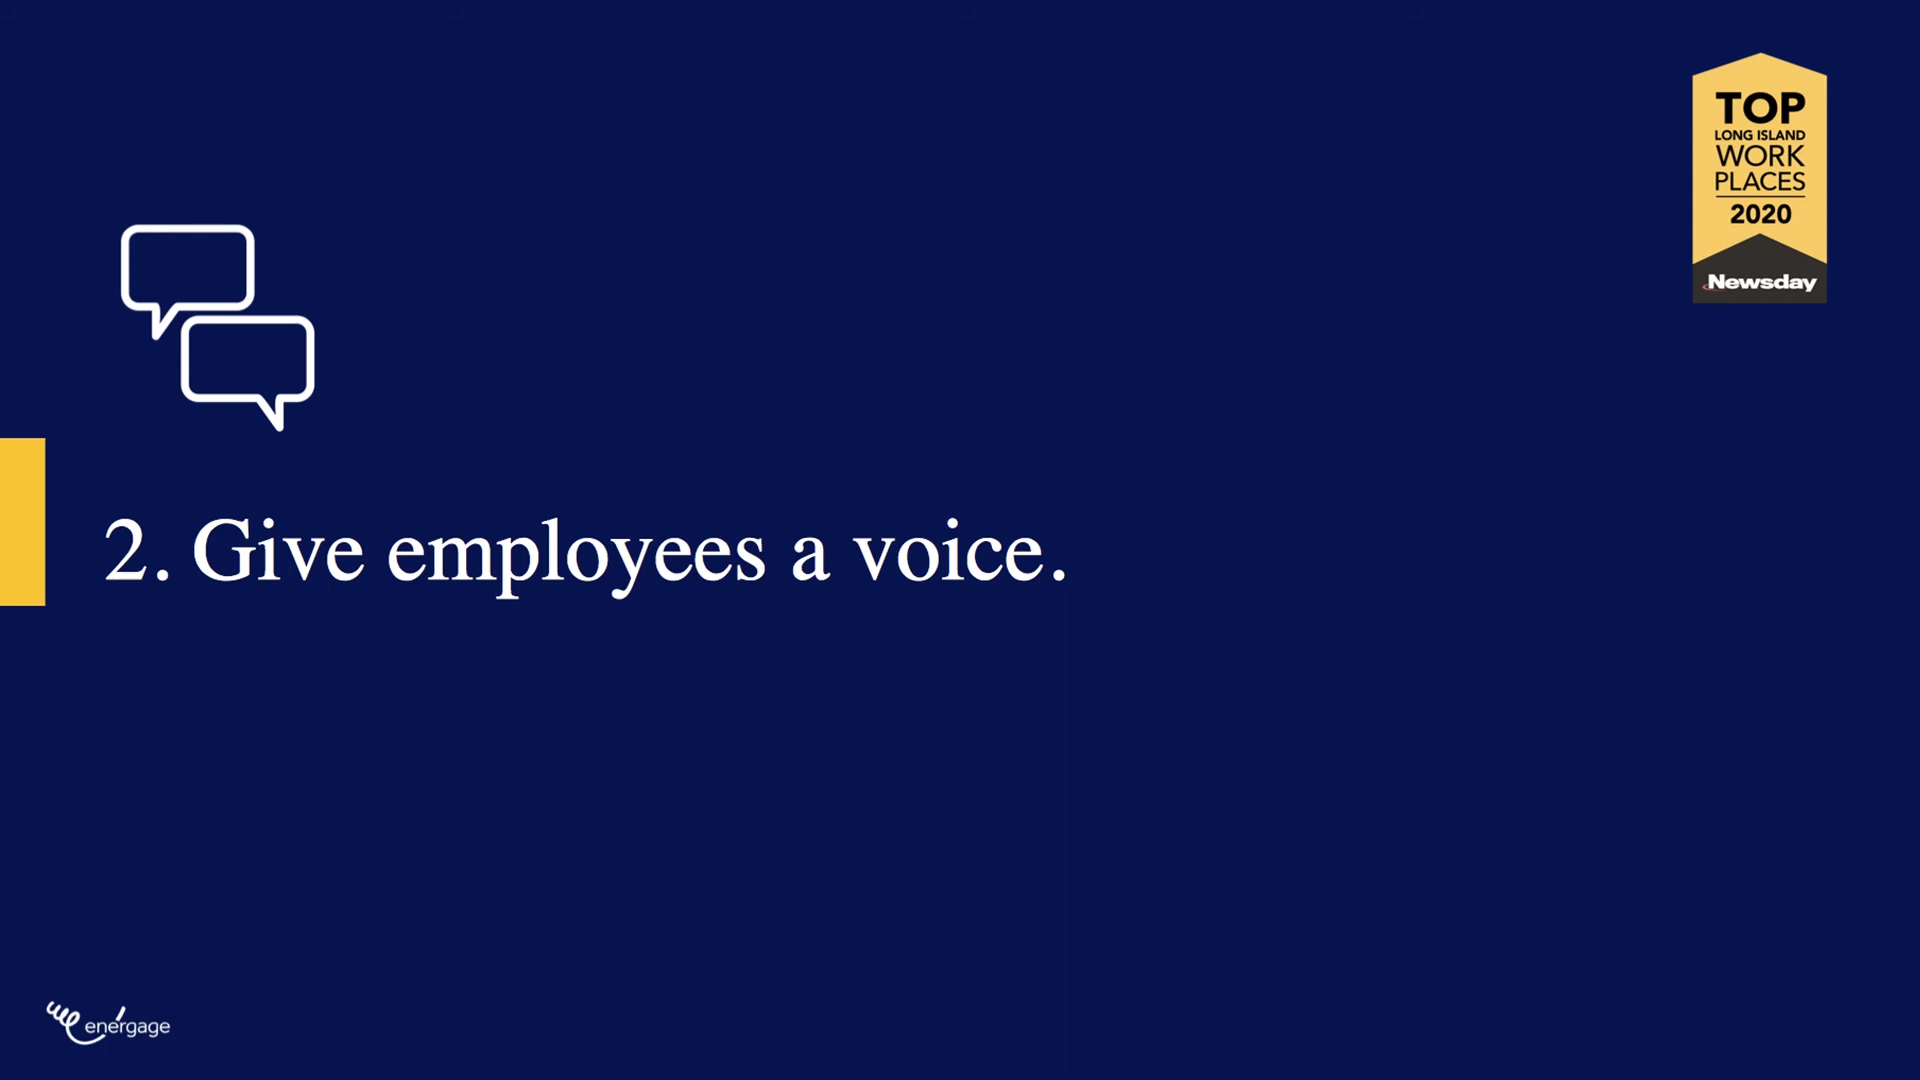 TOP
LONG ISLAND
WORK
PLACES
2020
Newsday
2. Give employees a voice.
energage